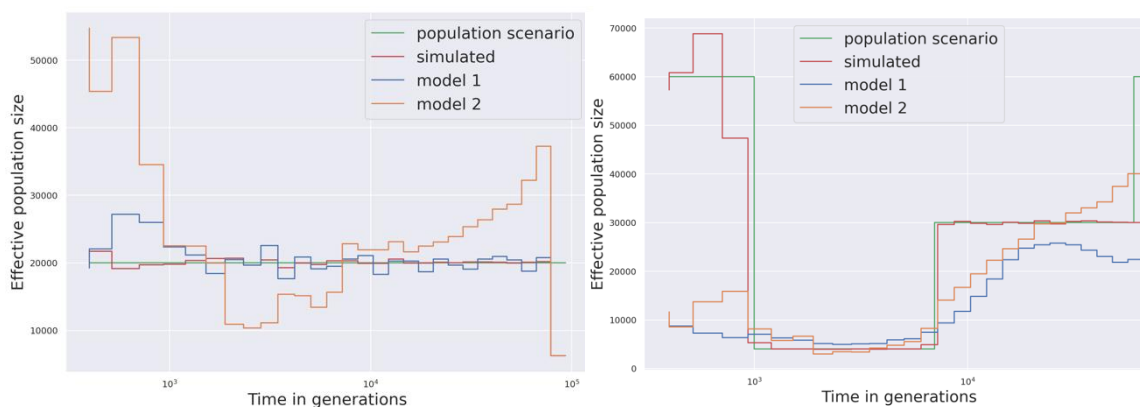 50000
40000
30000
20000
10000
Effective population size
population scenario
simulated
model 1
model 2
10³
10⁴
10⁵
Time in generations
70000
60000
50000
40000
30000
20000
10000
0
Effective population size
population scenario
simulated
model 1
model 2
10³
10⁴
Time in generations